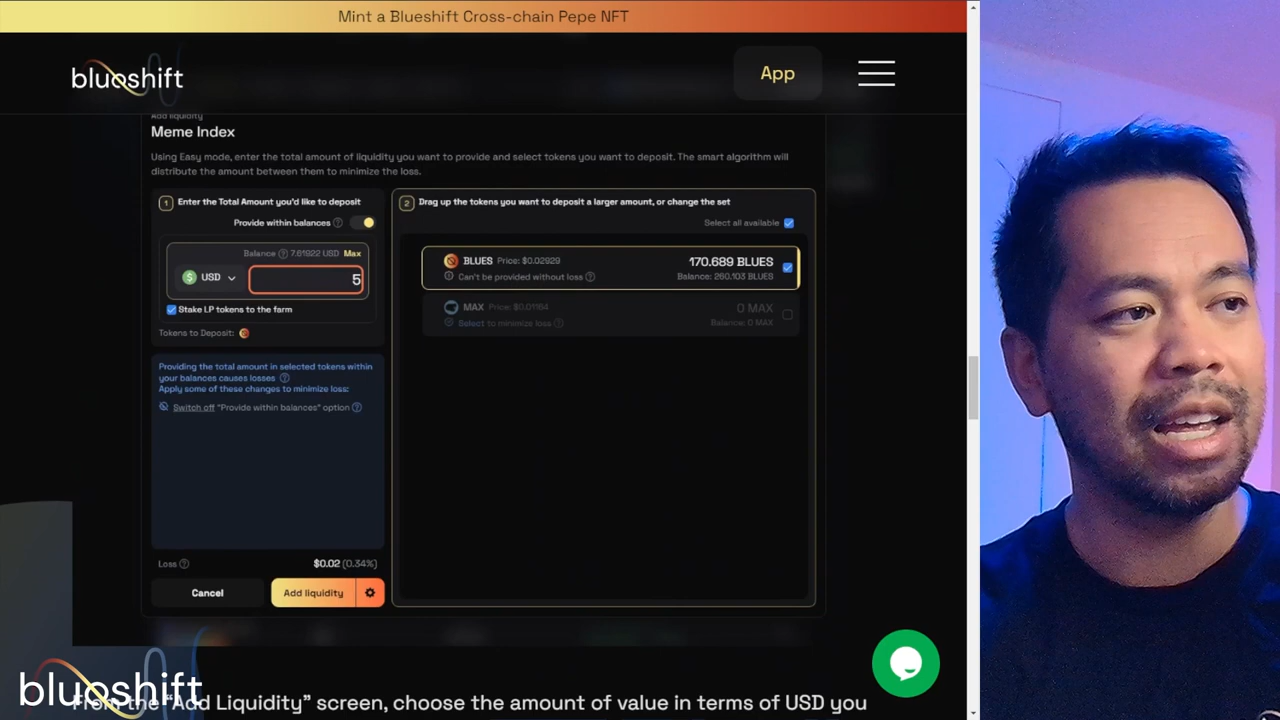 Mint a Blueshift Cross-chain Pepe NFT
blueshift
App
Add liquidity
Meme Index
Using Easy mode, enter the total amount of liquidity you want to provide and select tokens you want to deposit. The smart algorithm will
distribute the amount between them to minimize the loss.
1 Enter the Total Amount you'd like to deposit
Provide within balances ?
Balance ? 7.61922 USD Max
$ USD 5
Stake LP tokens to the farm
Tokens to Deposit:
Providing the total amount in selected tokens within
your balances causes losses ?
Apply some of these changes to minimize loss:
Switch off "Provide within balances" option ?
Loss ? $0.02 (0.34%)
Cancel
Add liquidity
2 Drag up the tokens you want to deposit a larger amount, or change the set
Select all available
BLUES Price: $0.02929 170.689 BLUES
Can't be provided without loss ? Balance: 260.103 BLUES
MAX Price: $0.01164 0 MAX
Select to minimize loss ? Balance: 0 MAX
blueshift
From the “Add Liquidity” screen, choose the amount of value in terms of USD you